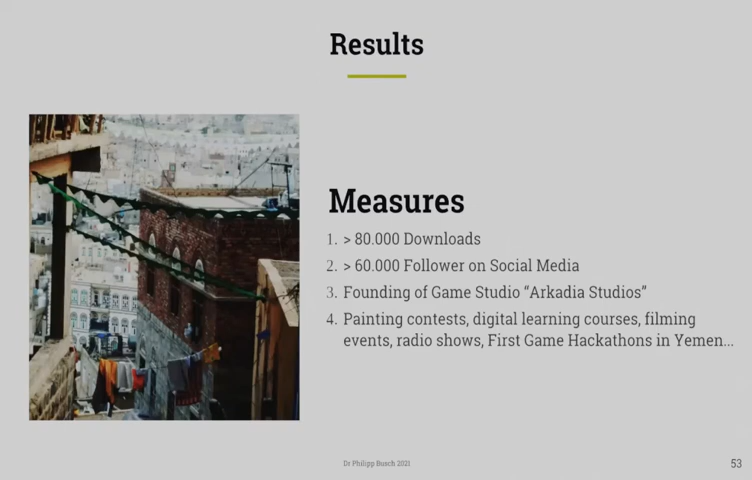 Results
Measures
1. > 80.000 Downloads
2. > 60.000 Follower on Social Media
3. Founding of Game Studio “Arkadia Studios”
4. Painting contests, digital learning courses, filming
events, radio shows, First Game Hackathons in Yemen...
Dr Philipp Busch 2021
53